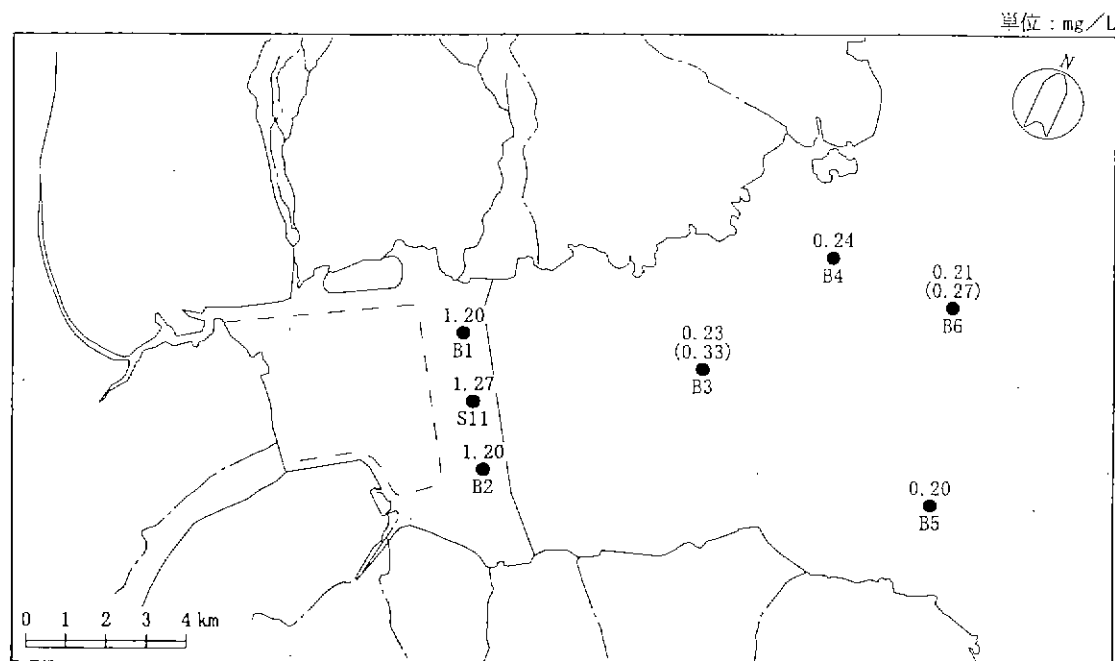 単位：mg／L
N
0.24
B4
0.21
(0.27)
B6
1.20
B1
0.23
(0.33)
B3
1.27
S11
1.20
B2
0.20
B5
0 1 2 3 4 km